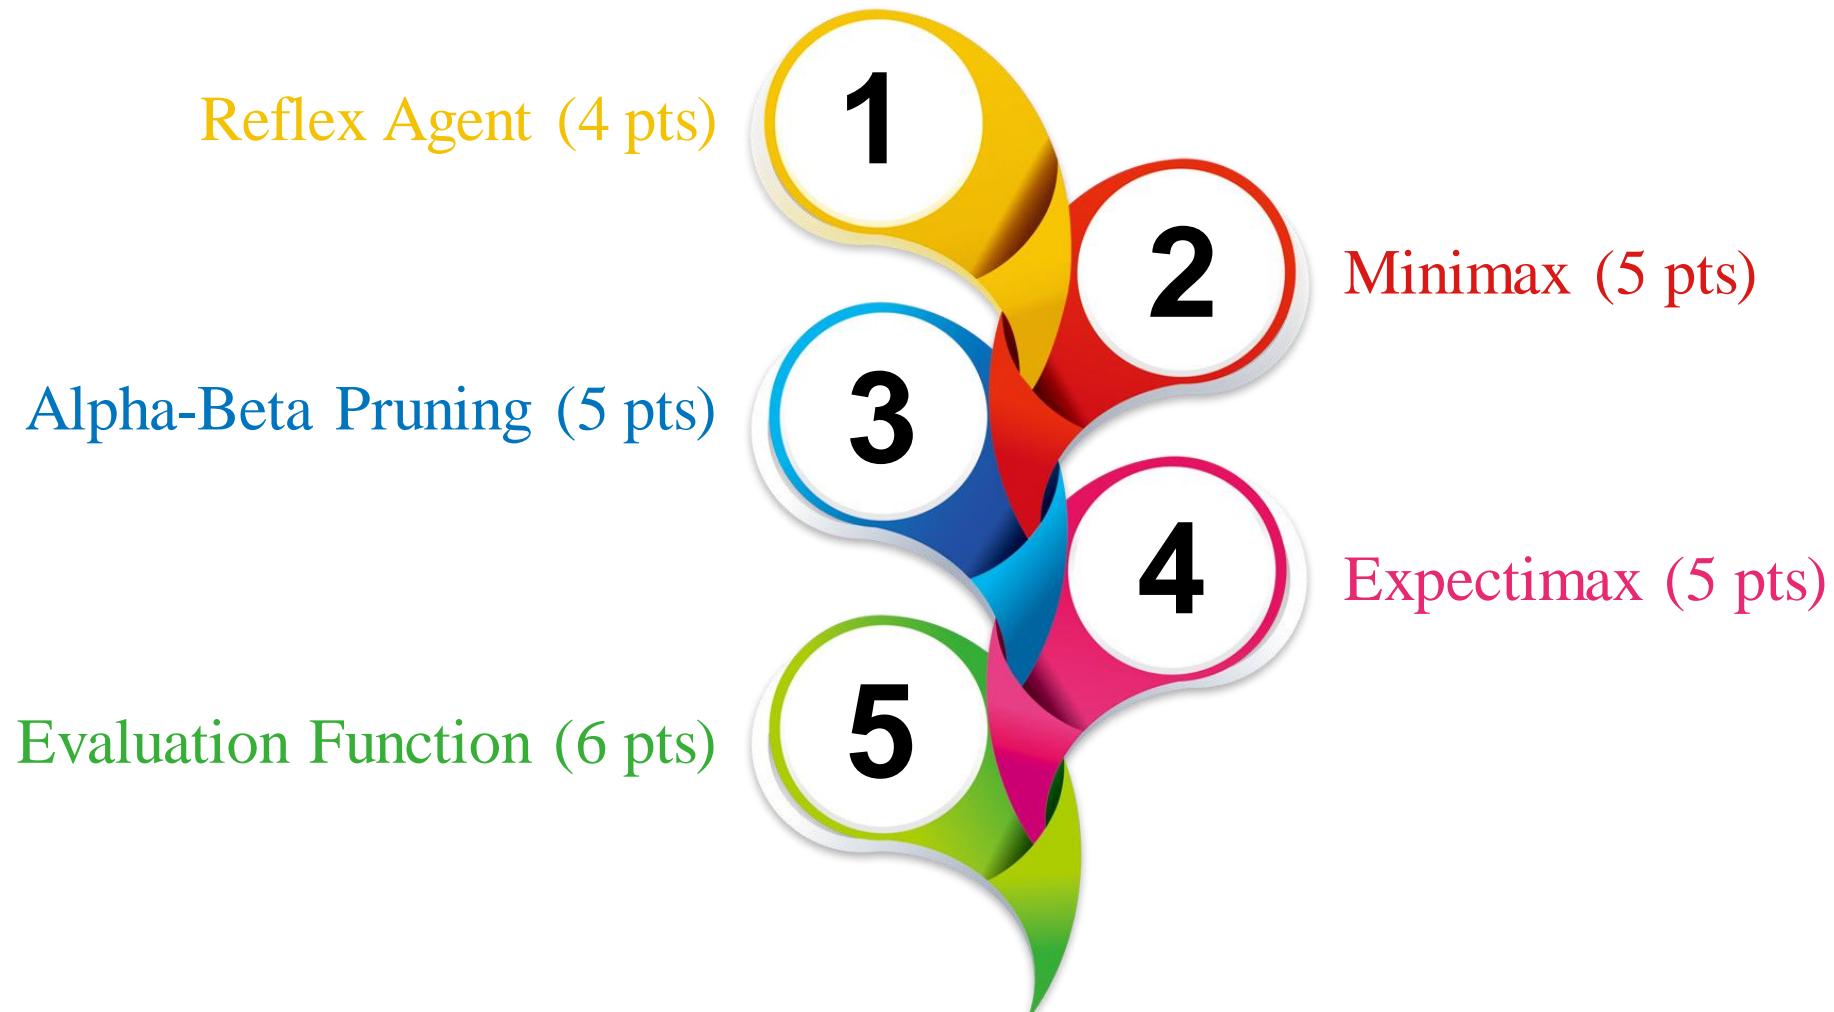 Reflex Agent (4 pts)
1
2
Minimax (5 pts)
Alpha-Beta Pruning (5 pts)
3
4
Expectimax (5 pts)
Evaluation Function (6 pts)
5